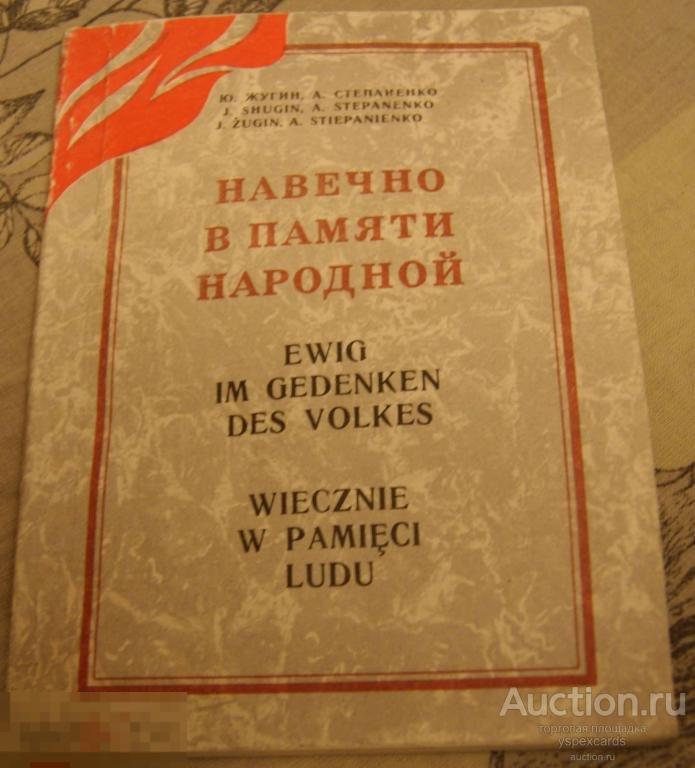 Ю. ЖУГИН, А. СТЕПАНЕНКО
J. SHUGIN, A. STEPANENKO
J. ŻUGIN, A. STIEPANIENKO
НАВЕЧНО
В ПАМЯТИ
НАРОДНОЙ
EWIG
IM GEDENKEN
DES VOLKES
WIECZNIE
W PAMIĘCI
LUDU
Auction.ru
торговая площадка
yspexcards
auction.ru